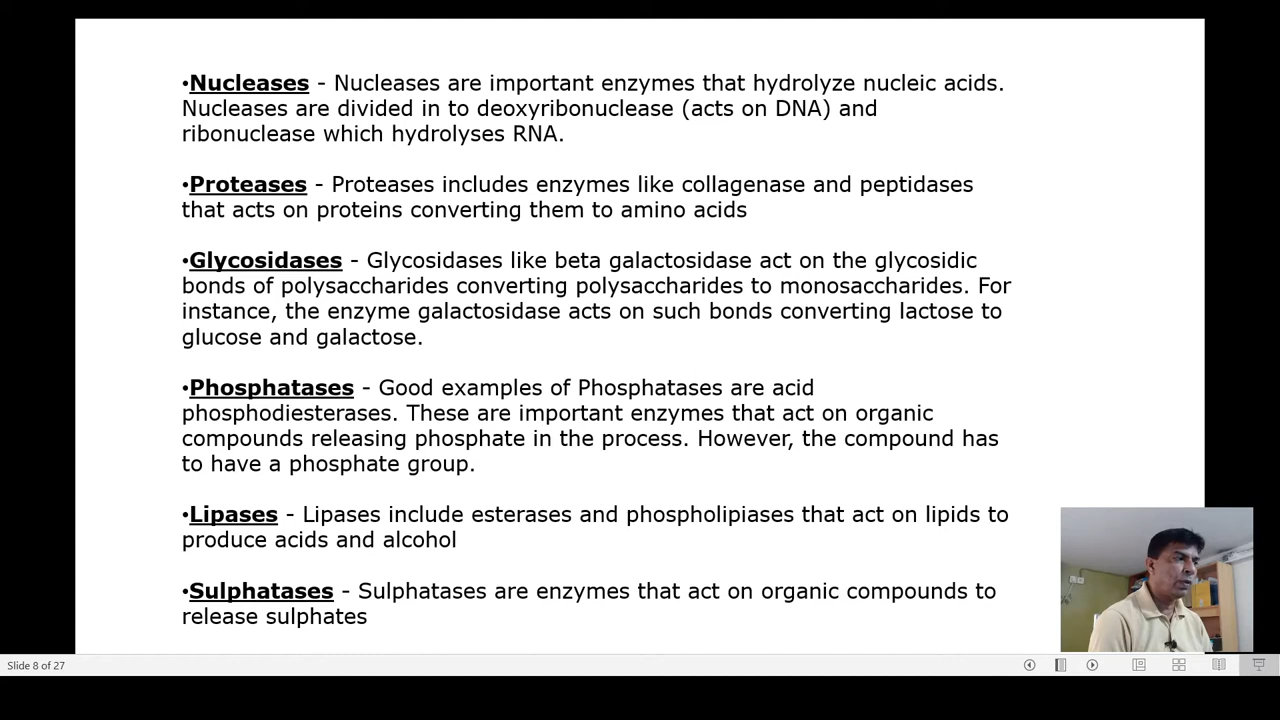 •Nucleases - Nucleases are important enzymes that hydrolyze nucleic acids.
Nucleases are divided in to deoxyribonuclease (acts on DNA) and
ribonuclease which hydrolyses RNA.
•Proteases - Proteases includes enzymes like collagenase and peptidases
that acts on proteins converting them to amino acids
•Glycosidases - Glycosidases like beta galactosidase act on the glycosidic
bonds of polysaccharides converting polysaccharides to monosaccharides. For
instance, the enzyme galactosidase acts on such bonds converting lactose to
glucose and galactose.
•Phosphatases - Good examples of Phosphatases are acid
phosphodiesterases. These are important enzymes that act on organic
compounds releasing phosphate in the process. However, the compound has
to have a phosphate group.
•Lipases - Lipases include esterases and phospholipiases that act on lipids to
produce acids and alcohol
•Sulphatases - Sulphatases are enzymes that act on organic compounds to
release sulphates
Slide 8 of 27